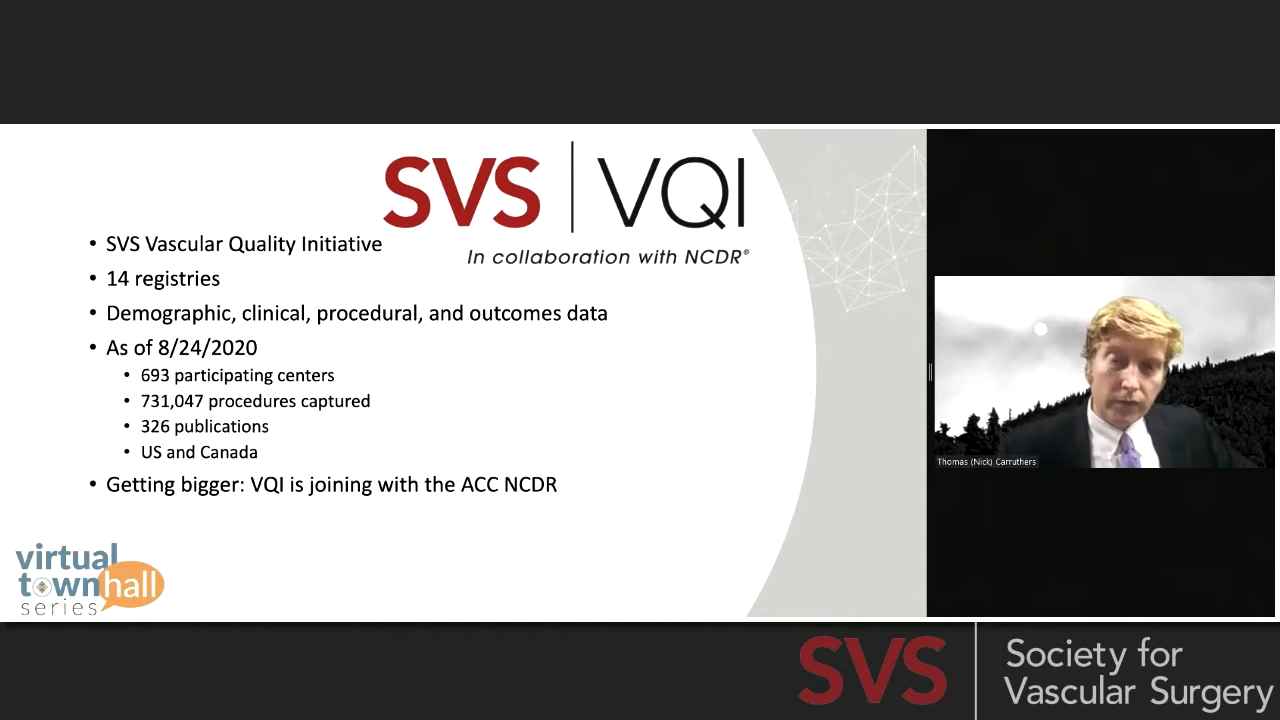 SVS | VQI
In collaboration with NCDR®
• SVS Vascular Quality Initiative
• 14 registries
• Demographic, clinical, procedural, and outcomes data
• As of 8/24/2020
• 693 participating centers
• 731,047 procedures captured
• 326 publications
• US and Canada
• Getting bigger: VQI is joining with the ACC NCDR
Thomas (Nick) Carruthers
virtual
townhall
series
SVS
Society for
Vascular Surgery